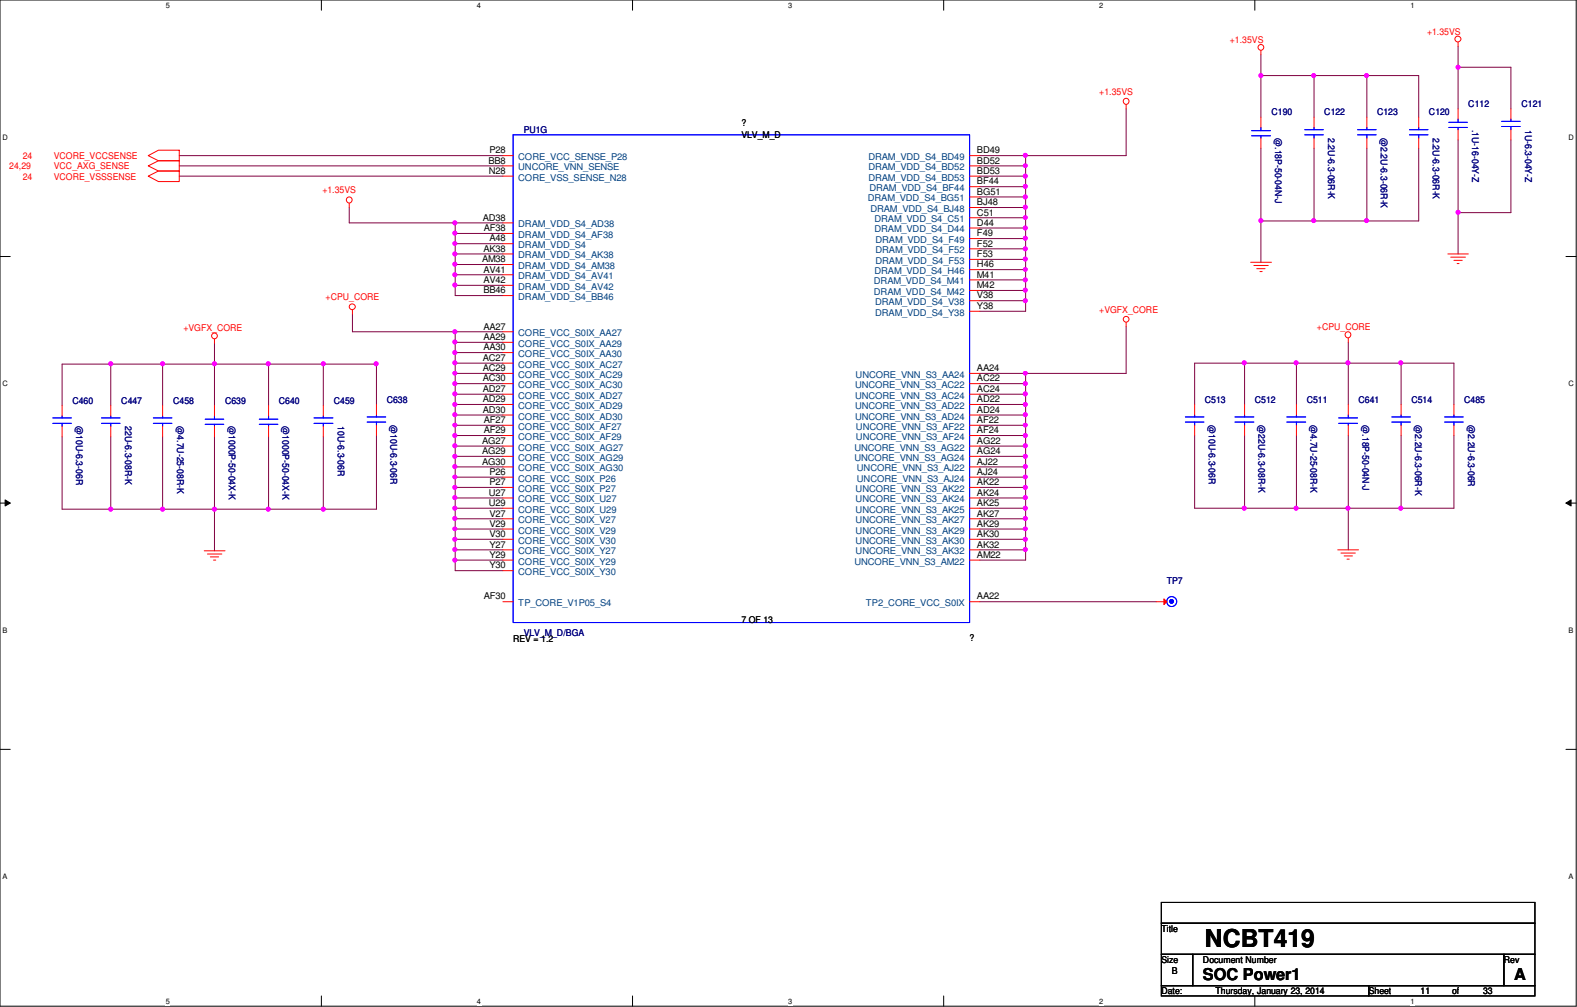 5 4 3 2 1
+1.35VS
+1.35VS
C190 C122 C123 C120 C112 C121
@.18P-50-04N-J
2.2U-6.3-06R-K
@2.2U-6.3-06R-K
2.2U-6.3-06R-K
.1U-16-04Y-Z
1U-6.3-04Y-Z
+1.35VS
D D
PU1G
?
VLV_M_D
24 VCORE_VCCSENSE
24,29 VCC_AXG_SENSE
24 VCORE_VSSSENSE
P28 CORE_VCC_SENSE_P28
BB8 UNCORE_VNN_SENSE
N28 CORE_VSS_SENSE_N28
+1.35VS
AD38 DRAM_VDD_S4_AD38
AF38 DRAM_VDD_S4_AF38
A48 DRAM_VDD_S4
AK38 DRAM_VDD_S4_AK38
AM38 DRAM_VDD_S4_AM38
AV41 DRAM_VDD_S4_AV41
AV42 DRAM_VDD_S4_AV42
BB46 DRAM_VDD_S4_BB46
DRAM_VDD_S4_BD49 BD49
DRAM_VDD_S4_BD52 BD52
DRAM_VDD_S4_BD53 BD53
DRAM_VDD_S4_BF44 BF44
DRAM_VDD_S4_BG51 BG51
DRAM_VDD_S4_BJ48 BJ48
DRAM_VDD_S4_C51 C51
DRAM_VDD_S4_D44 D44
DRAM_VDD_S4_F49 F49
DRAM_VDD_S4_F52 F52
DRAM_VDD_S4_F53 F53
DRAM_VDD_S4_H46 H46
DRAM_VDD_S4_M41 M41
DRAM_VDD_S4_M42 M42
DRAM_VDD_S4_V38 V38
DRAM_VDD_S4_Y38 Y38
+CPU_CORE
AA27 CORE_VCC_S0IX_AA27
AA29 CORE_VCC_S0IX_AA29
AA30 CORE_VCC_S0IX_AA30
AC27 CORE_VCC_S0IX_AC27
AC29 CORE_VCC_S0IX_AC29
AC30 CORE_VCC_S0IX_AC30
AD27 CORE_VCC_S0IX_AD27
AD29 CORE_VCC_S0IX_AD29
AD30 CORE_VCC_S0IX_AD30
AF27 CORE_VCC_S0IX_AF27
AF29 CORE_VCC_S0IX_AF29
AG27 CORE_VCC_S0IX_AG27
AG29 CORE_VCC_S0IX_AG29
AG30 CORE_VCC_S0IX_AG30
P26 CORE_VCC_S0IX_P26
P27 CORE_VCC_S0IX_P27
U27 CORE_VCC_S0IX_U27
U29 CORE_VCC_S0IX_U29
V27 CORE_VCC_S0IX_V27
V29 CORE_VCC_S0IX_V29
V30 CORE_VCC_S0IX_V30
Y27 CORE_VCC_S0IX_Y27
Y29 CORE_VCC_S0IX_Y29
Y30 CORE_VCC_S0IX_Y30
AF30 TP_CORE_V1P05_S4
+VGFX_CORE
UNCORE_VNN_S3_AA24 AA24
UNCORE_VNN_S3_AC22 AC22
UNCORE_VNN_S3_AC24 AC24
UNCORE_VNN_S3_AD22 AD22
UNCORE_VNN_S3_AD24 AD24
UNCORE_VNN_S3_AF22 AF22
UNCORE_VNN_S3_AF24 AF24
UNCORE_VNN_S3_AG22 AG22
UNCORE_VNN_S3_AG24 AG24
UNCORE_VNN_S3_AJ22 AJ22
UNCORE_VNN_S3_AJ24 AJ24
UNCORE_VNN_S3_AK22 AK22
UNCORE_VNN_S3_AK24 AK24
UNCORE_VNN_S3_AK25 AK25
UNCORE_VNN_S3_AK27 AK27
UNCORE_VNN_S3_AK29 AK29
UNCORE_VNN_S3_AK30 AK30
UNCORE_VNN_S3_AK32 AK32
UNCORE_VNN_S3_AM22 AM22
TP2_CORE_VCC_S0IX AA22
TP7
7 OF 13
VLV_M_D/BGA
REV = 1.2
?
+VGFX_CORE
C C
C460 C447 C458 C639 C640 C459 C638
@10U-6.3-06R
22U-6.3-08R-K
@4.7U-25-08R-K
@1000P-50-04X-K
@1000P-50-04X-K
10U-6.3-06R
@10U-6.3-06R
+CPU_CORE
C513 C512 C511 C641 C514 C485
@10U-6.3-06R
@22U-6.3-08R-K
@4.7U-25-08R-K
@.18P-50-04N-J
@2.2U-6.3-06R-K
@2.2U-6.3-06R
B B
A A
Title
NCBT419
Size
B
Document Number
SOC Power1
Rev
A
Date: Thursday, January 23, 2014 Sheet 11 of 33
5 4 3 2 1